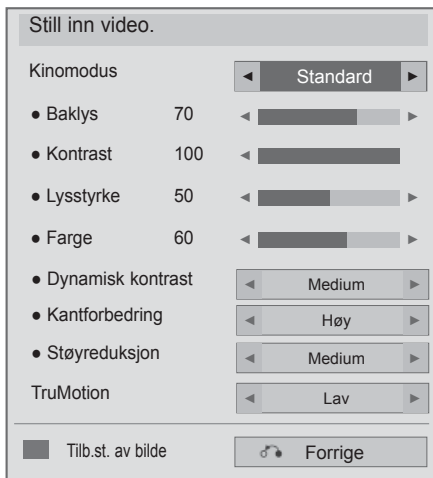 Still inn video.
Kinomodus ◄ Standard ►
● Baklys 70 ◄ ►
● Kontrast 100 ◄
● Lysstyrke 50 ◄ ►
● Farge 60 ◄ ►
● Dynamisk kontrast ◄ Medium ►
● Kantforbedring ◄ Høy ►
● Støyreduksjon ◄ Medium ►
TruMotion ◄ Lav ►
Tilb.st. av bilde Forrige